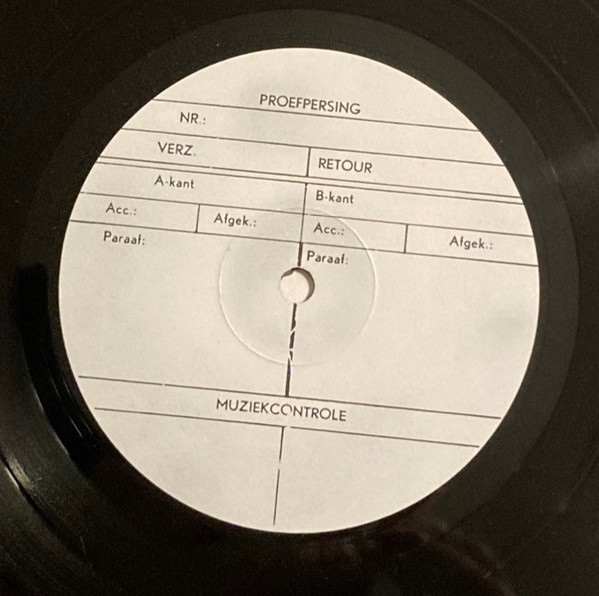 PROEFPERSING
NR.:
VERZ. RETOUR
A-kant B-kant
Acc.: Afgek.: Acc.: Afgek.:
Paraaf: Paraaf:
MUZIEKCONTROLE